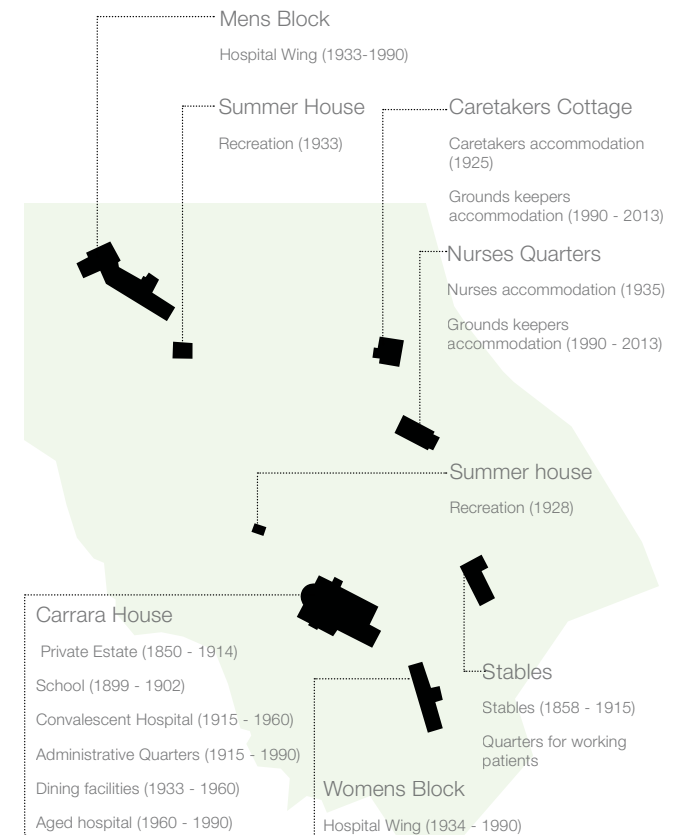 Mens Block
Hospital Wing (1933-1990)
Summer House
Recreation (1933)
Caretakers Cottage
Caretakers accommodation
(1925)
Grounds keepers
accommodation (1990 - 2013)
Nurses Quarters
Nurses accommodation (1935)
Grounds keepers
accommodation (1990 - 2013)
Summer house
Recreation (1928)
Carrara House
Private Estate (1850 - 1914)
School (1899 - 1902)
Convalescent Hospital (1915 - 1960)
Administrative Quarters (1915 - 1990)
Dining facilities (1933 - 1960)
Aged hospital (1960 - 1990)
Stables
Stables (1858 - 1915)
Quarters for working
patients
Womens Block
Hospital Wing (1934 - 1990)